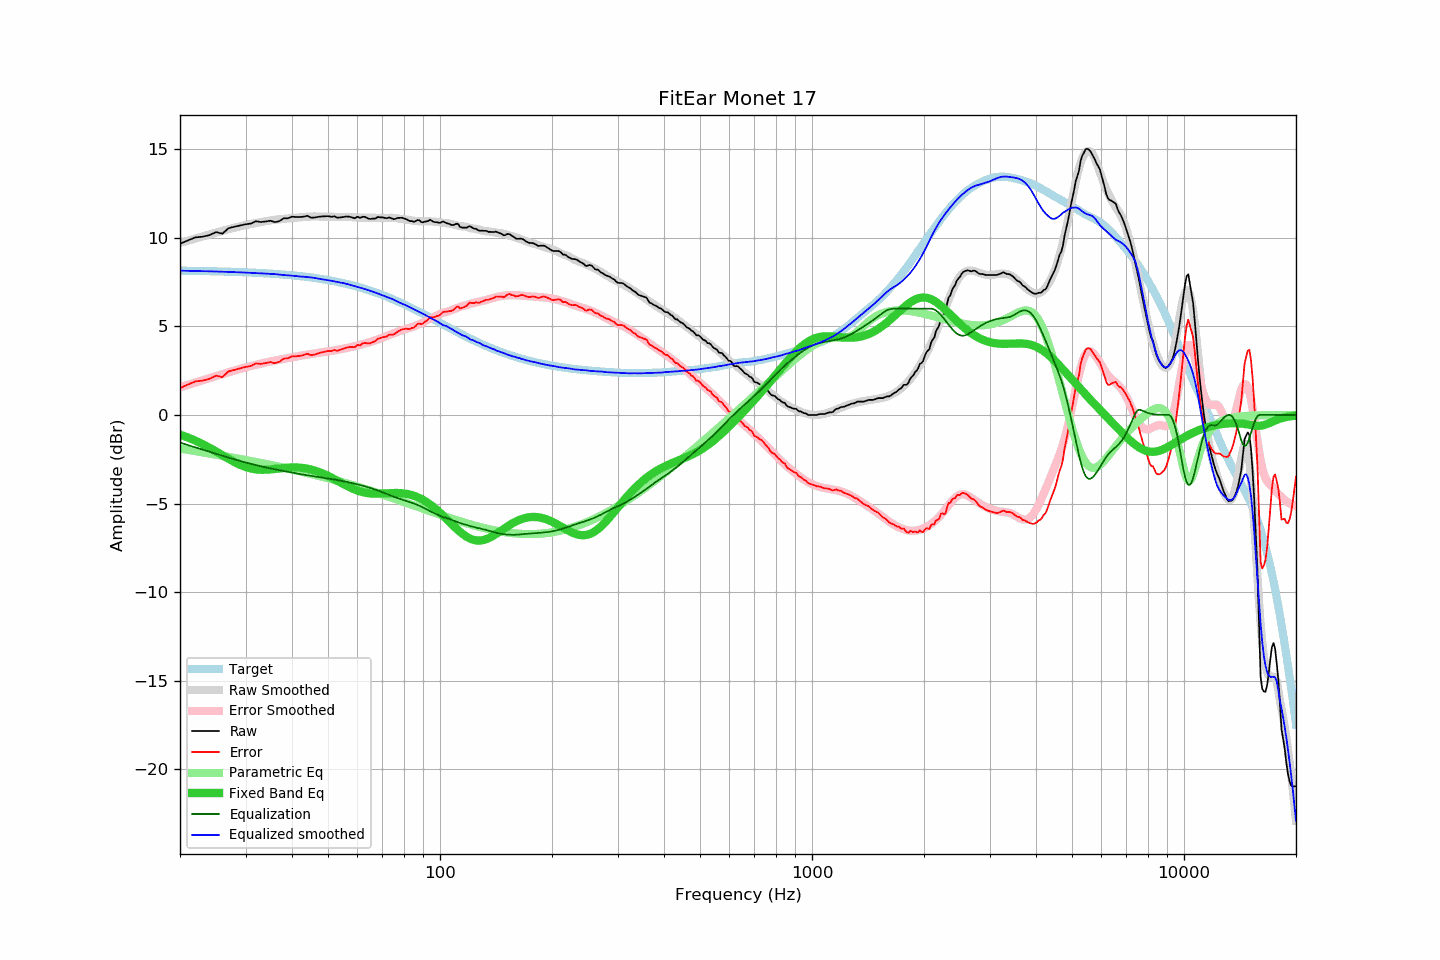 FitEar Monet 17
15
10
5
0
−5
−10
−15
−20
Amplitude (dBr)
Target
Raw Smoothed
Error Smoothed
Raw
Error
Parametric Eq
Fixed Band Eq
Equalization
Equalized smoothed
100
1000
10000
Frequency (Hz)